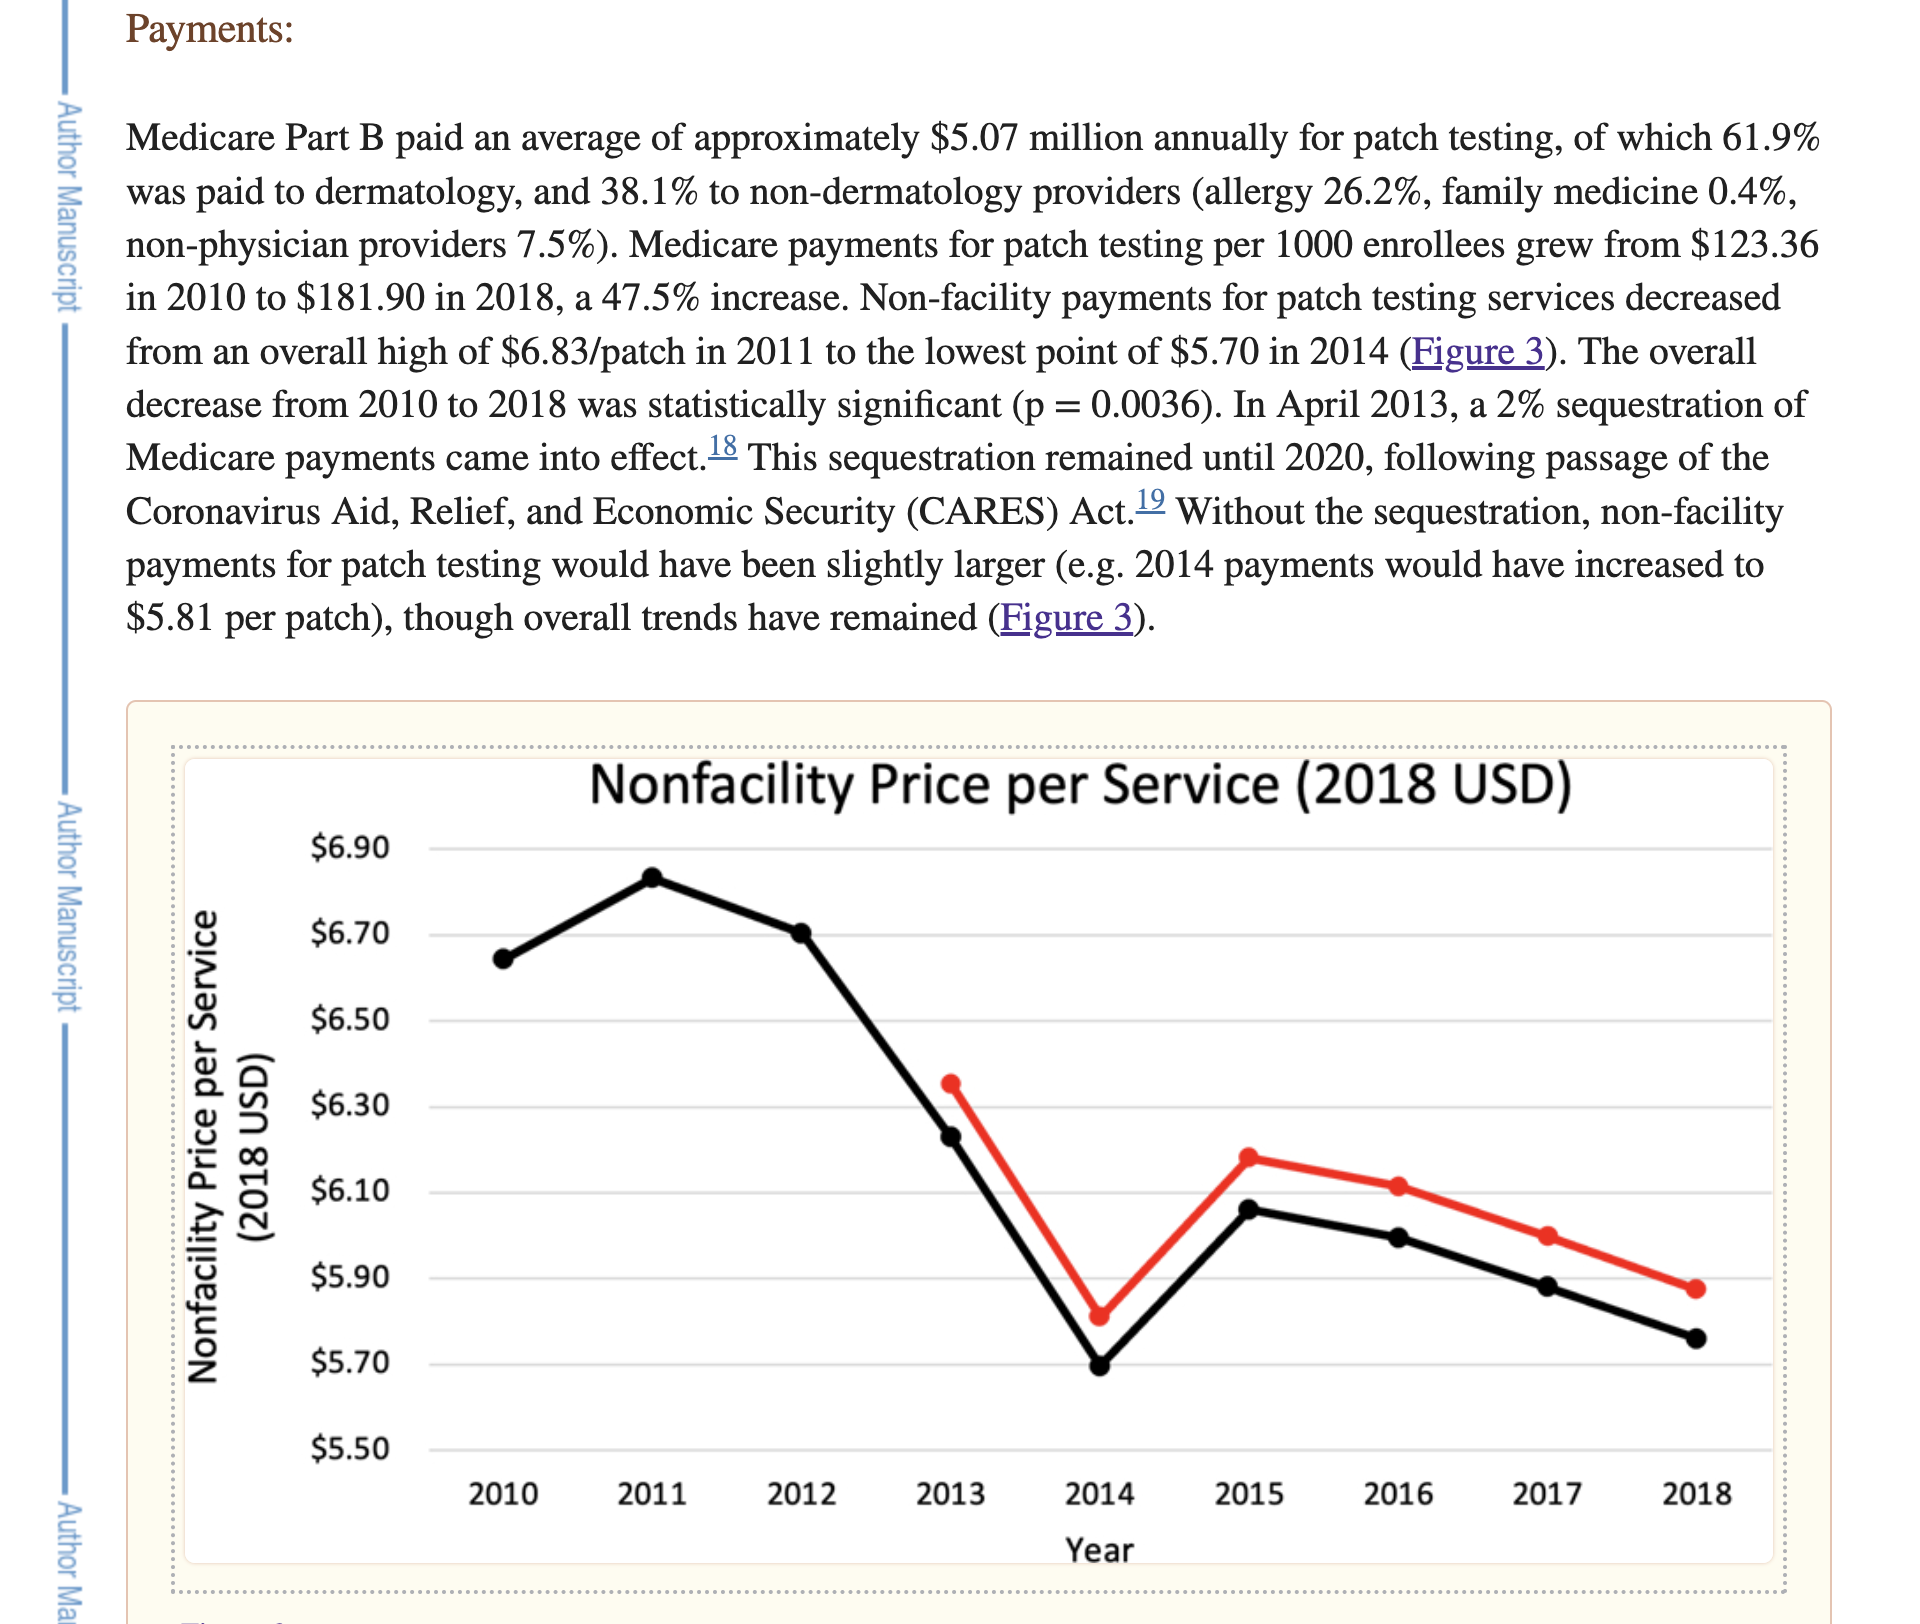 Payments:
Medicare Part B paid an average of approximately $5.07 million annually for patch testing, of which 61.9%
was paid to dermatology, and 38.1% to non-dermatology providers (allergy 26.2%, family medicine 0.4%,
non-physician providers 7.5%). Medicare payments for patch testing per 1000 enrollees grew from $123.36
in 2010 to $181.90 in 2018, a 47.5% increase. Non-facility payments for patch testing services decreased
from an overall high of $6.83/patch in 2011 to the lowest point of $5.70 in 2014 (Figure 3). The overall
decrease from 2010 to 2018 was statistically significant (p = 0.0036). In April 2013, a 2% sequestration of
Medicare payments came into effect.18 This sequestration remained until 2020, following passage of the
Coronavirus Aid, Relief, and Economic Security (CARES) Act.19 Without the sequestration, non-facility
payments for patch testing would have been slightly larger (e.g. 2014 payments would have increased to
$5.81 per patch), though overall trends have remained (Figure 3).
Nonfacility Price per Service (2018 USD)
Nonfacility Price per Service
(2018 USD)
$6.90
$6.70
$6.50
$6.30
$6.10
$5.90
$5.70
$5.50
2010 2011 2012 2013 2014 2015 2016 2017 2018
Year
Author Manuscript
Author Manuscript
Author Ma